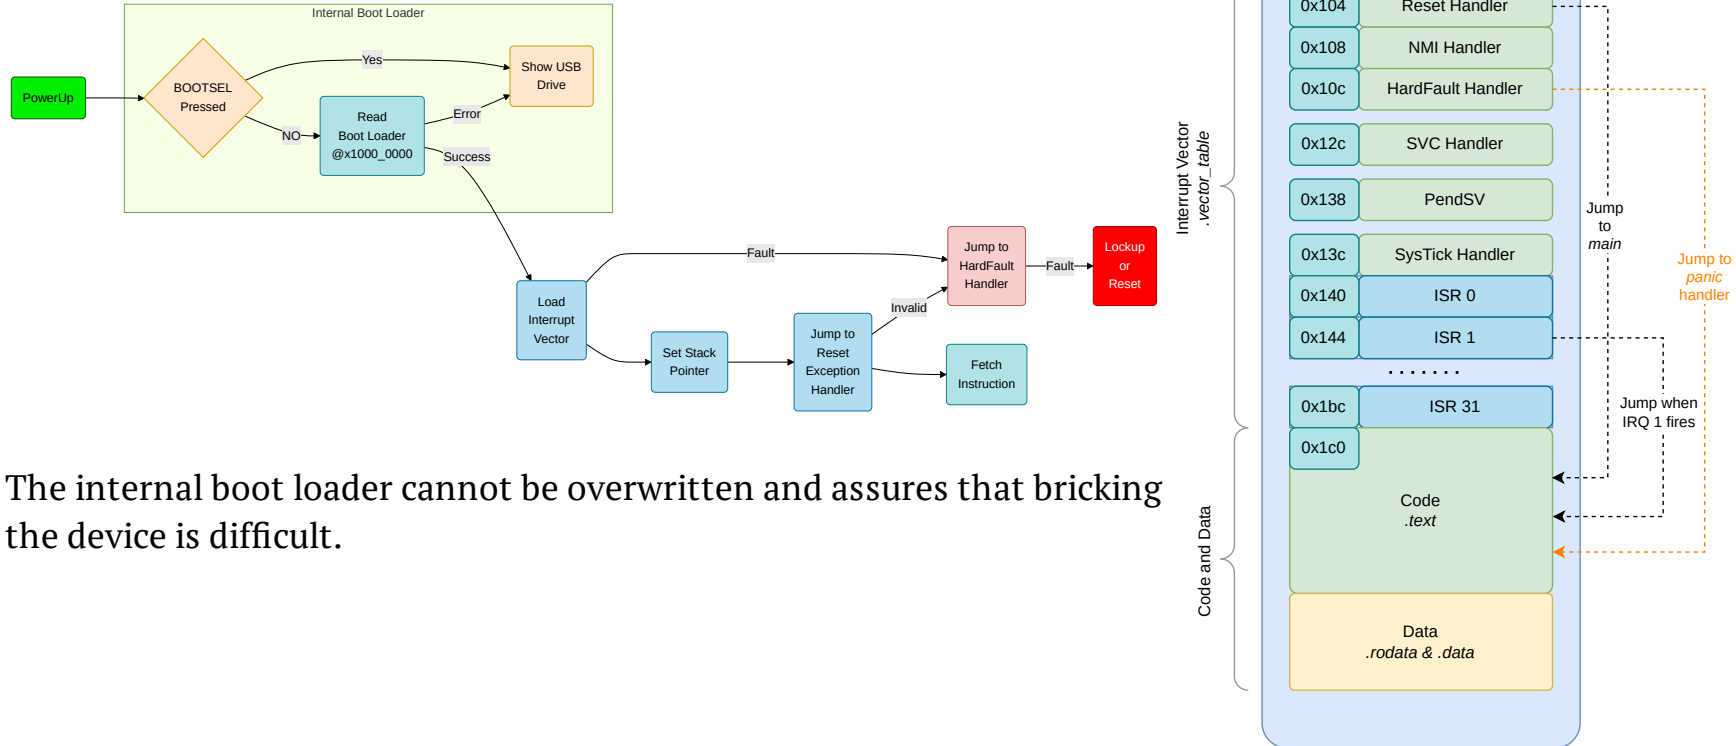 Internal Boot Loader
PowerUp
BOOTSEL
Pressed
Yes
NO
Read
Boot Loader
@x1000_0000
Error
Success
Show USB
Drive
Load
Interrupt
Vector
Fault
Set Stack
Pointer
Jump to
Reset
Exception
Handler
Invalid
Jump to
HardFault
Handler
Fault
Lockup
or
Reset
Fetch
Instruction
The internal boot loader cannot be overwritten and assures that bricking
the device is difficult.
Interrupt Vector
.vector_table
Code and Data
0x104 Reset Handler
0x108 NMI Handler
0x10c HardFault Handler
0x12c SVC Handler
0x138 PendSV
0x13c SysTick Handler
0x140 ISR 0
0x144 ISR 1
.......
0x1bc ISR 31
0x1c0
Code
.text
Data
.rodata & .data
Jump
to
main
Jump to
panic
handler
Jump when
IRQ 1 fires